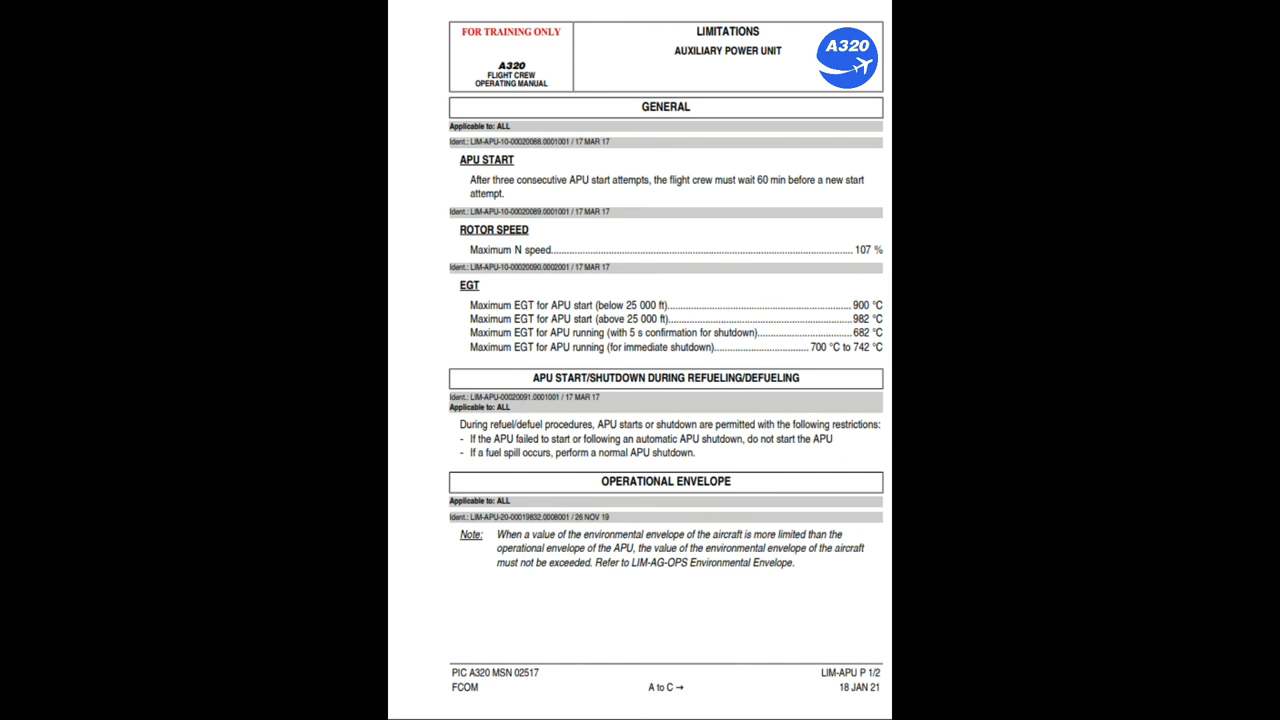 FOR TRAINING ONLY
A320
FLIGHT CREW
OPERATING MANUAL
LIMITATIONS
AUXILIARY POWER UNIT
A320
GENERAL
Applicable to: ALL
Ident.: LIM-APU-10-00020088.0001001 / 17 MAR 17
APU START
After three consecutive APU start attempts, the flight crew must wait 60 min before a new start
attempt.
Ident.: LIM-APU-10-00020089.0001001 / 17 MAR 17
ROTOR SPEED
Maximum N speed.................................................................................................... 107 %
Ident.: LIM-APU-10-00020090.0002001 / 17 MAR 17
EGT
Maximum EGT for APU start (below 25 000 ft)............................................................. 900 °C
Maximum EGT for APU start (above 25 000 ft)............................................................. 982 °C
Maximum EGT for APU running (with 5 s confirmation for shutdown)................................ 682 °C
Maximum EGT for APU running (for immediate shutdown)................................ 700 °C to 742 °C
APU START/SHUTDOWN DURING REFUELING/DEFUELING
Ident.: LIM-APU-00020091.0001001 / 17 MAR 17
Applicable to: ALL
During refuel/defuel procedures, APU starts or shutdown are permitted with the following restrictions:
- If the APU failed to start or following an automatic APU shutdown, do not start the APU
- If a fuel spill occurs, perform a normal APU shutdown.
OPERATIONAL ENVELOPE
Applicable to: ALL
Ident.: LIM-APU-20-00019832.0008001 / 26 NOV 19
Note: When a value of the environmental envelope of the aircraft is more limited than the
operational envelope of the APU, the value of the environmental envelope of the aircraft
must not be exceeded. Refer to LIM-AG-OPS Environmental Envelope.
PIC A320 MSN 02517
LIM-APU P 1/2
FCOM
A to C →
18 JAN 21